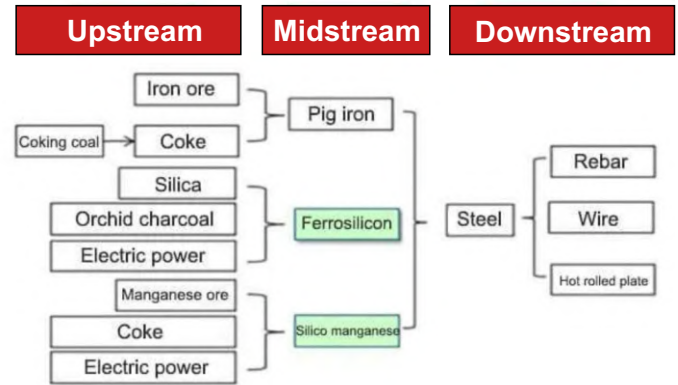 Upstream
Midstream
Downstream
Iron ore
Coking coal
Coke
Pig iron
Silica
Orchid charcoal
Electric power
Ferrosilicon
Manganese ore
Coke
Electric power
Silico manganese
Steel
Rebar
Wire
Hot rolled plate